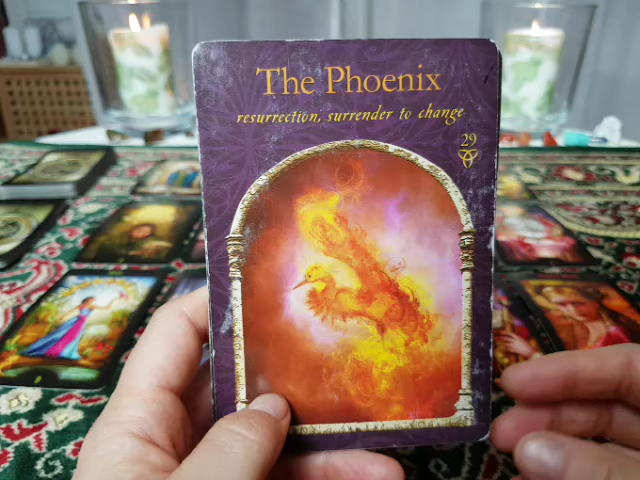 The Phoenix
resurrection, surrender to change
29